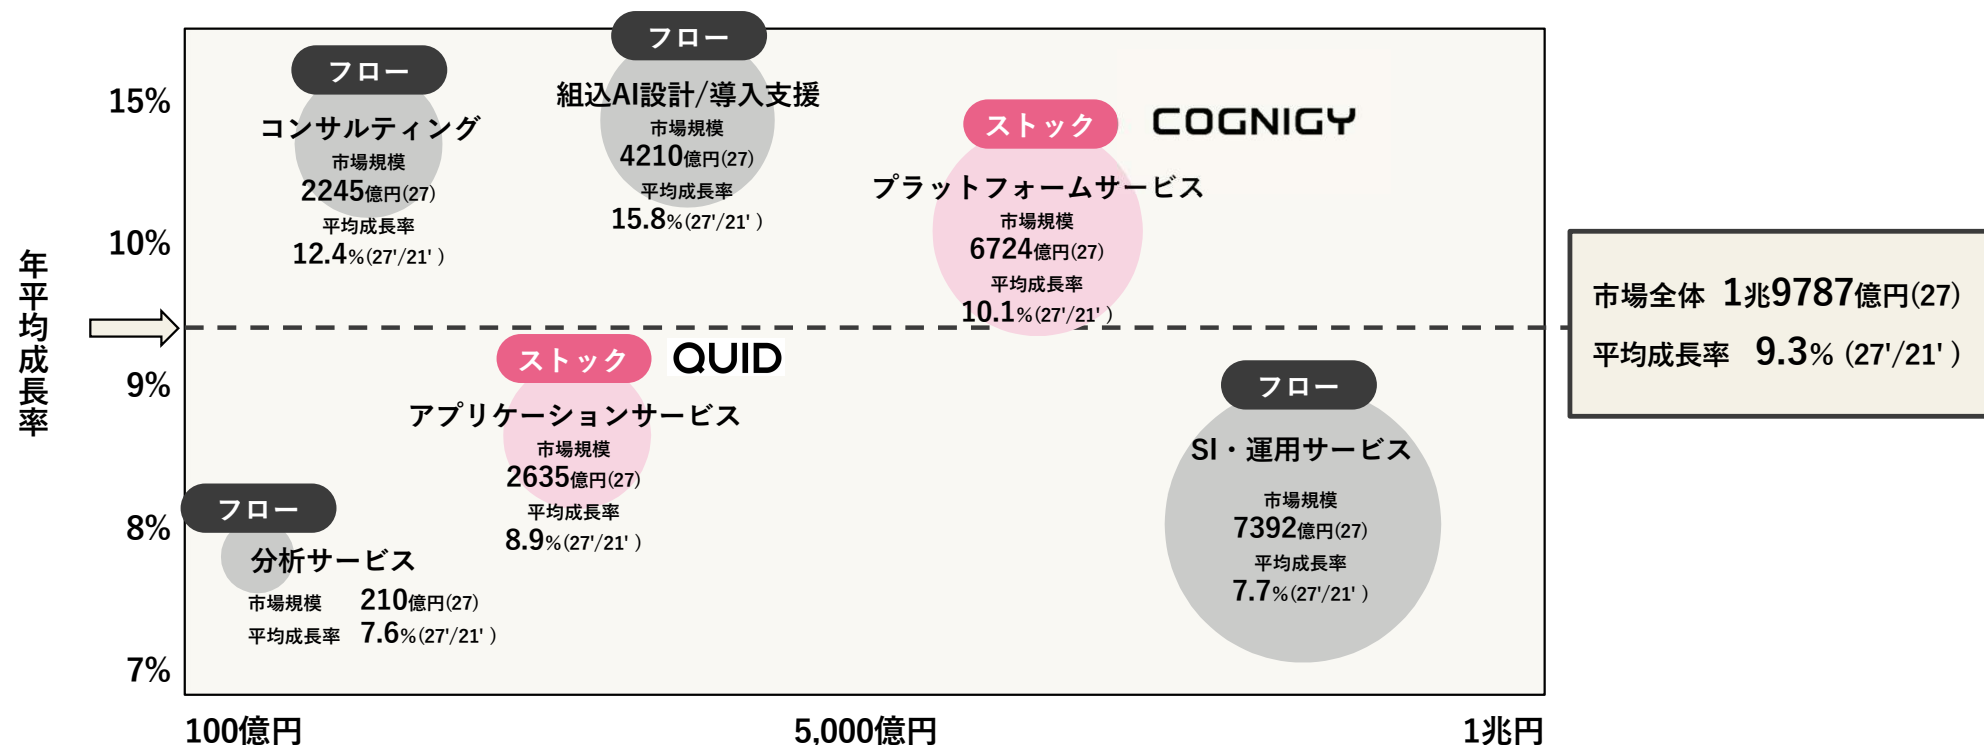 年平均成長率
15%
10%
9%
8%
7%
フロー
コンサルティング
市場規模
2245億円(27)
平均成長率
12.4%(27'/21' )
フロー
組込AI設計/導入支援
市場規模
4210億円(27)
平均成長率
15.8%(27'/21' )
ストック
COGNIGY
プラットフォームサービス
市場規模
6724億円(27)
平均成長率
10.1%(27'/21' )
市場全体 1兆9787億円(27)
平均成長率 9.3% (27'/21' )
ストック
QUID
アプリケーションサービス
市場規模
2635億円(27)
平均成長率
8.9%(27'/21' )
フロー
SI・運用サービス
市場規模
7392億円(27)
平均成長率
7.7%(27'/21' )
フロー
分析サービス
市場規模 210億円(27)
平均成長率 7.6%(27'/21' )
100億円
5,000億円
1兆円